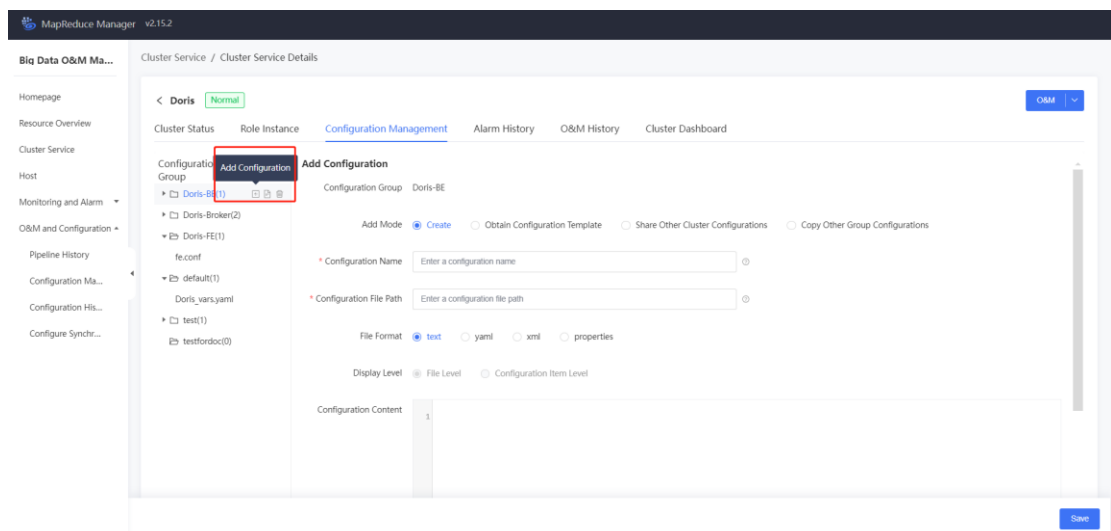 MapReduce Manager v2.15.2
Big Data O&M Ma...
Homepage
Resource Overview
Cluster Service
Host
Monitoring and Alarm
O&M and Configuration
Pipeline History
Configuration Ma...
Configuration His...
Configure Synchr...
Cluster Service / Cluster Service Details
Doris Normal
O&M
Cluster Status Role Instance Configuration Management Alarm History O&M History Cluster Dashboard
Group
Add Configuration
Doris-BE(1)
Doris-Broker(2)
Doris-FE(1)
fe.conf
default(1)
Doris_vars.yaml
test(1)
testfordoc(0)
Add Configuration
Configuration Group Doris-BE
Add Mode Create Obtain Configuration Template Share Other Cluster Configurations Copy Other Group Configurations
* Configuration Name Enter a configuration name
* Configuration File Path Enter a configuration file path
File Format text yaml xml properties
Display Level File Level Configuration Item Level
Configuration Content
1
Save